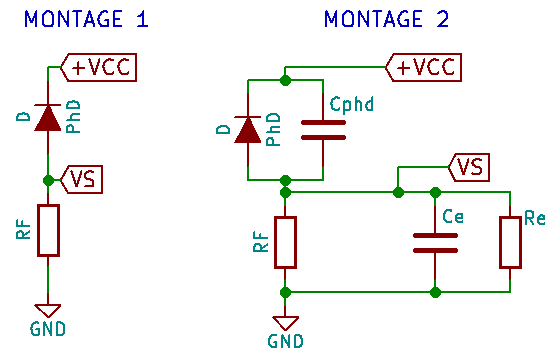 MONTAGE 1
MONTAGE 2
+VCC
+VCC
D
PhD
D
PhD
Cphd
VS
VS
RF
RF
Ce
Re
GND
GND